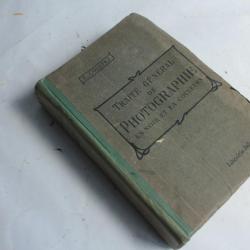 TRAITÉ GÉNÉRAL
DE
PHOTOGRAPHIE
EN NOIR ET EN COULEURS